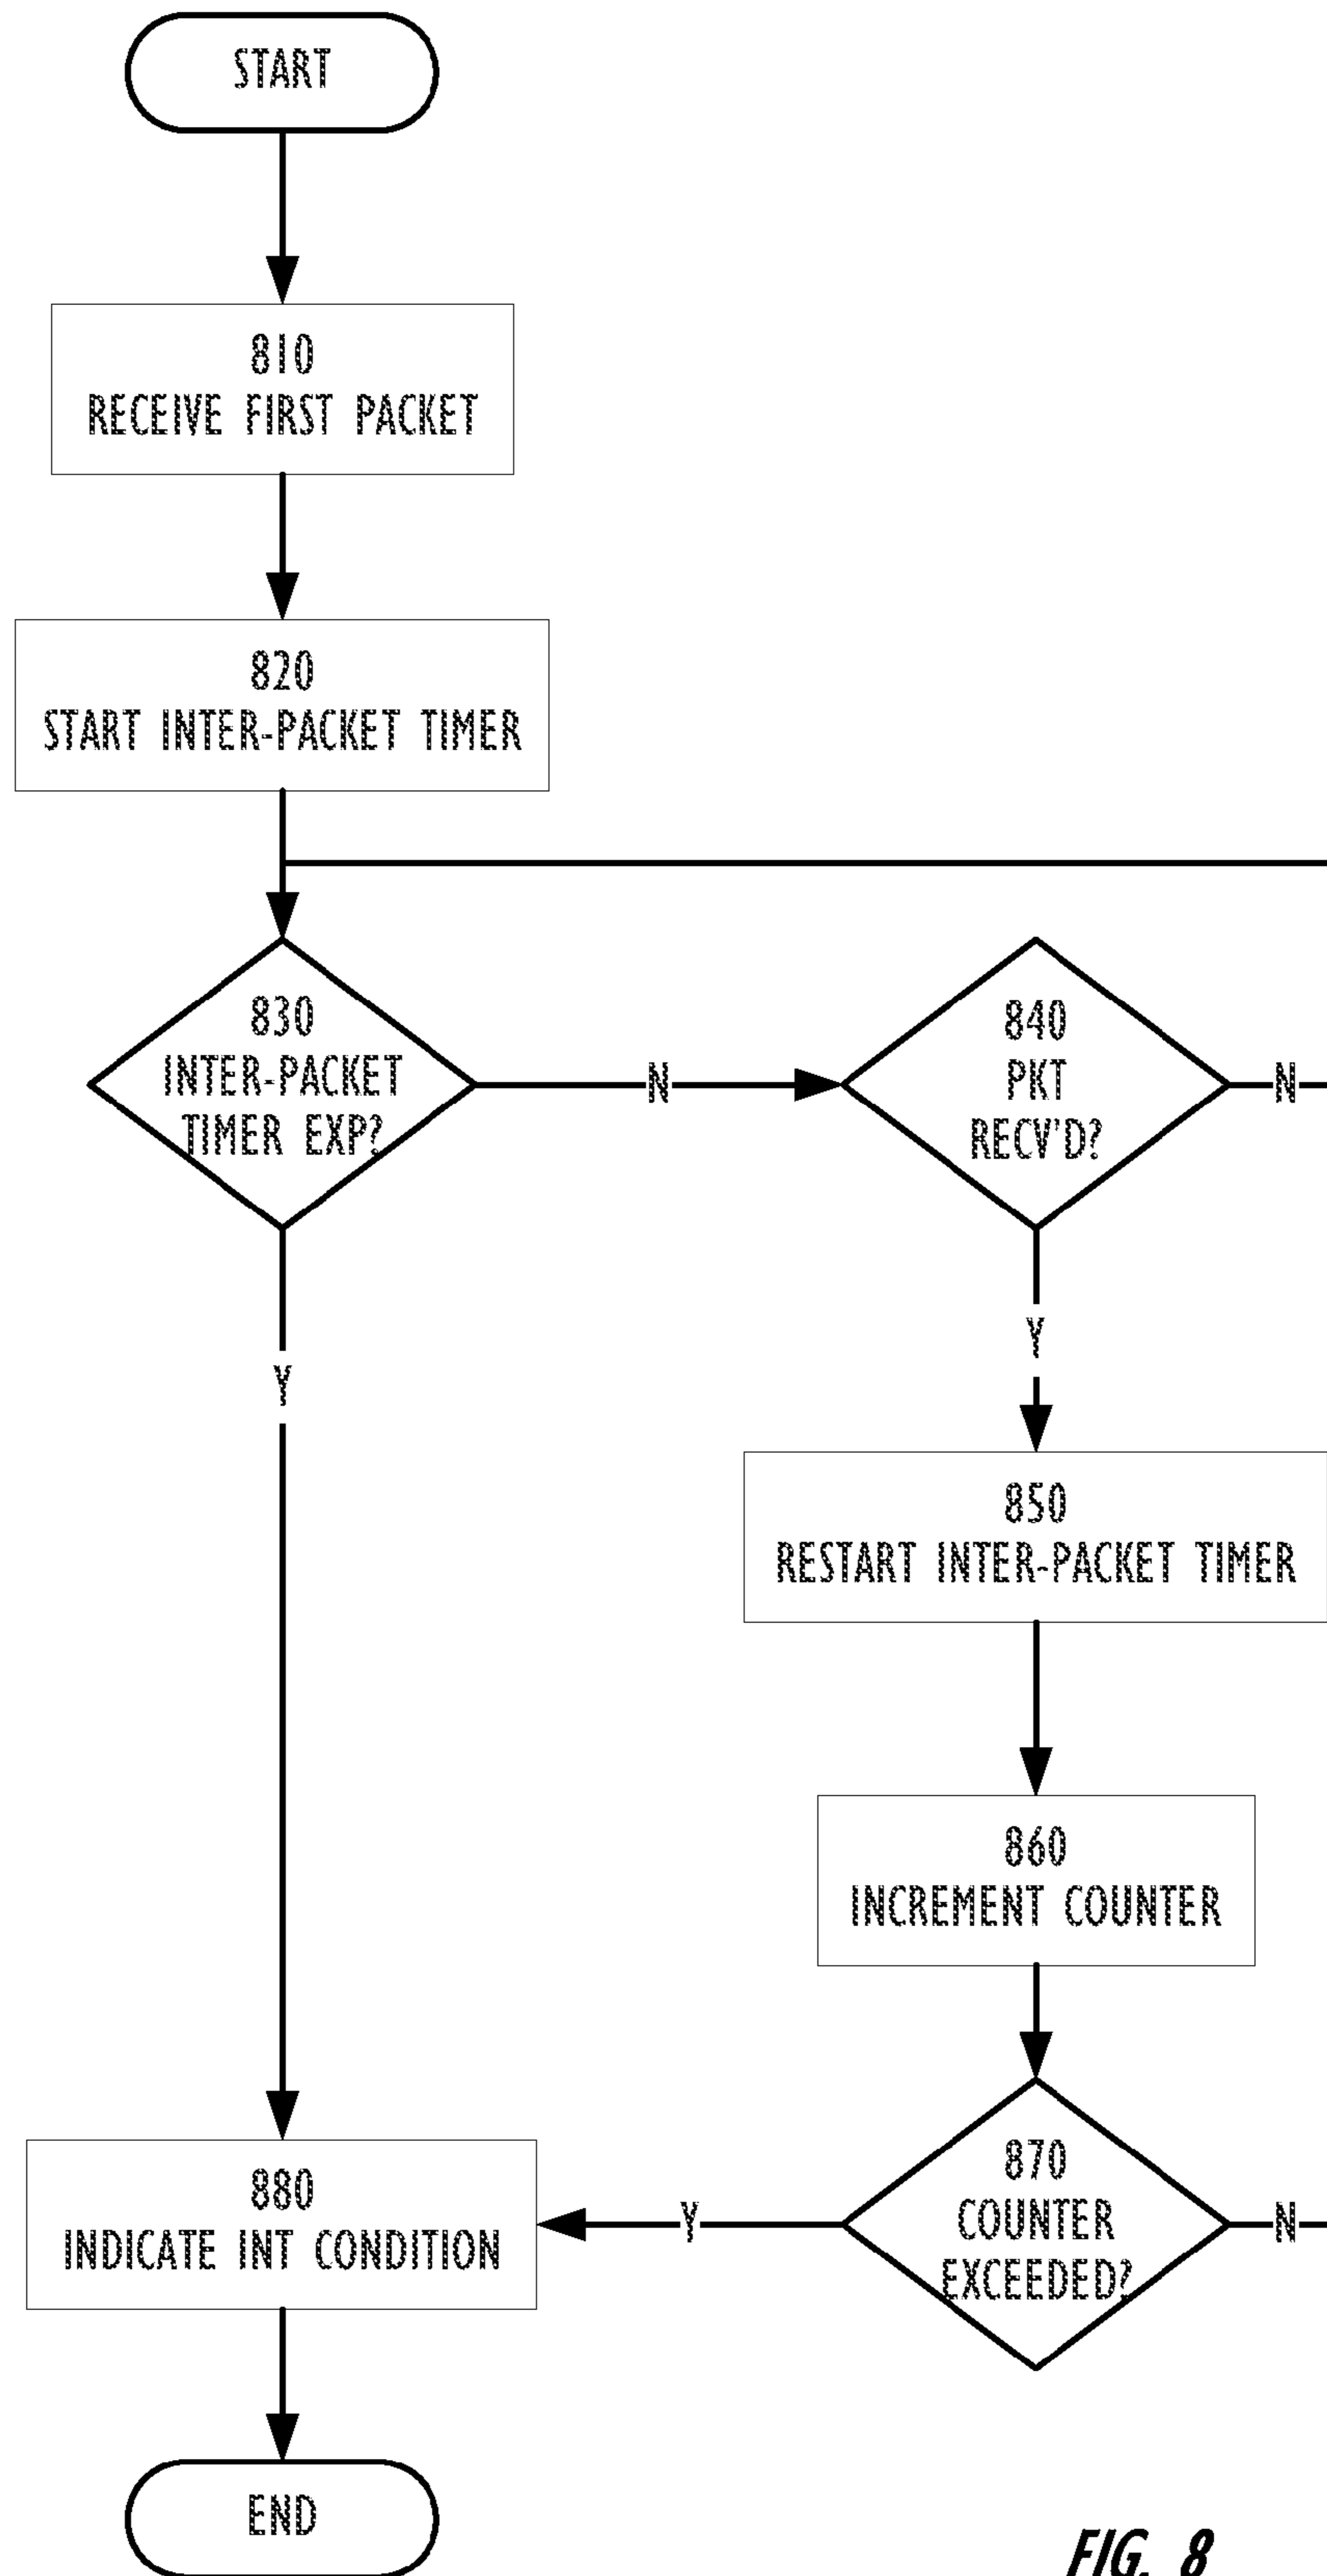 START
810
RECEIVE FIRST PACKET
820
START INTER-PACKET TIMER
830
INTER-PACKET
TIMER EXP?
N
840
PKT
RECV'D?
N
Y
Y
850
RESTART INTER-PACKET TIMER
860
INCREMENT COUNTER
870
COUNTER
EXCEEDED?
N
Y
880
INDICATE INT CONDITION
END
FIG. 8